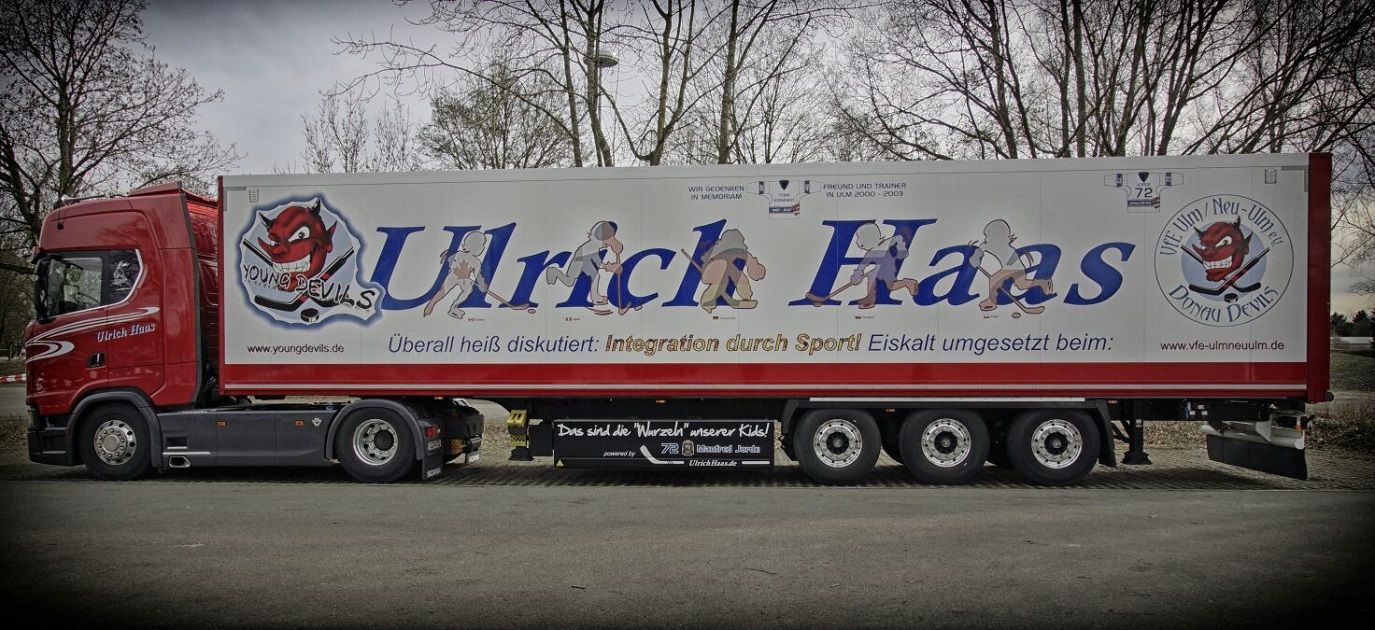 WIR GEDENKEN
IN MEMORIAM
FREUND UND TRAINER
IN ULM 2000 - 2003
72
YOUNG DEVILS
Ulrich Haas
VfE Ulm/Neu-Ulm e.V.
DONAU DEVILS
Ulrich Haas
www.youngdevils.de
Überall heiß diskutiert: Integration durch Sport! Eiskalt umgesetzt beim:
www.vfe-ulmneuulm.de
Das sind die "Wurzeln" unserer Kids!
powered by 72 Manfred Jorde
UlrichHaas.de
SCANIA